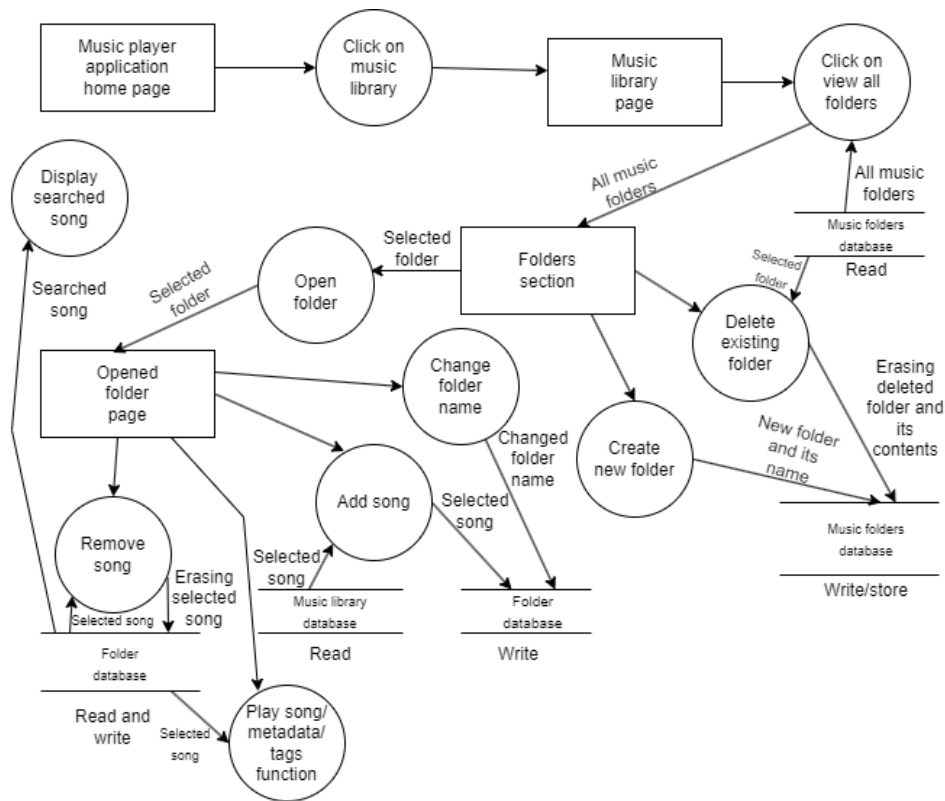 Music player
application
home page
Click on
music
library
Music
library
page
Click on
view all
folders
Display
searched
song
All music
folders
All music
folders
Music folders
database
Read
Searched
song
Selected
folder
Open
folder
Selected
folder
Folders
section
Selected
folder
Delete
existing
folder
Opened
folder
page
Change
folder
name
Erasing
deleted
folder and
its
contents
Changed
folder
name
Create
new folder
New folder
and its
name
Add song
Selected
song
Selected
song
Remove
song
Erasing
selected
song
Selected song
Music library
database
Read
Folder
database
Write
Music folders
database
Write/store
Folder
database
Read and
write
Selected
song
Play song/
metadata/
tags
function